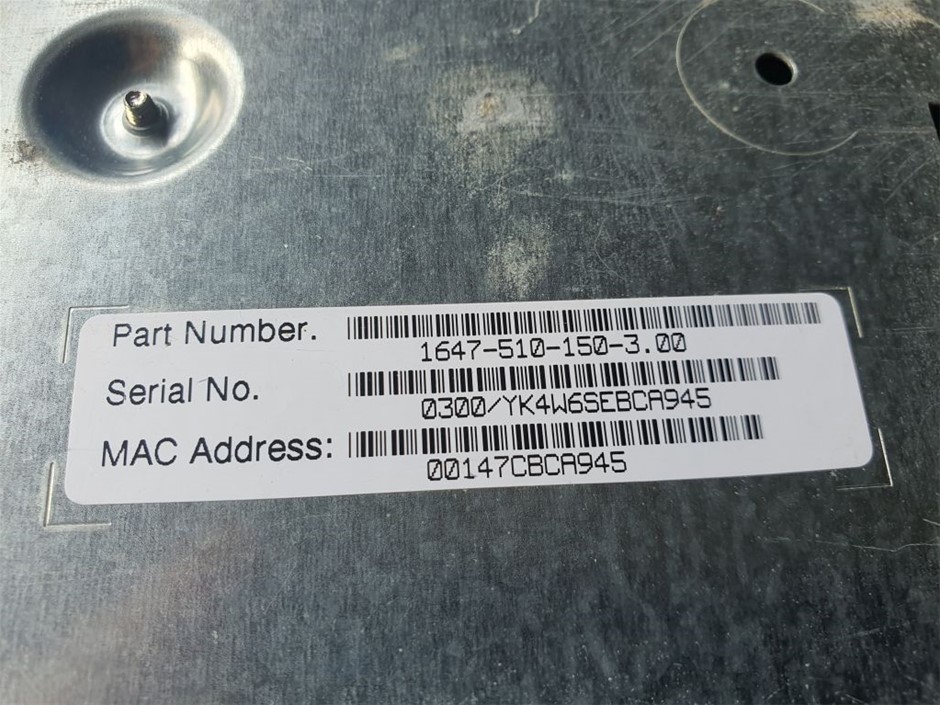 Part Number.
1647-510-150-3.00
Serial No.
0300/YK4W6SEBCA945
MAC Address:
00147CBCA945